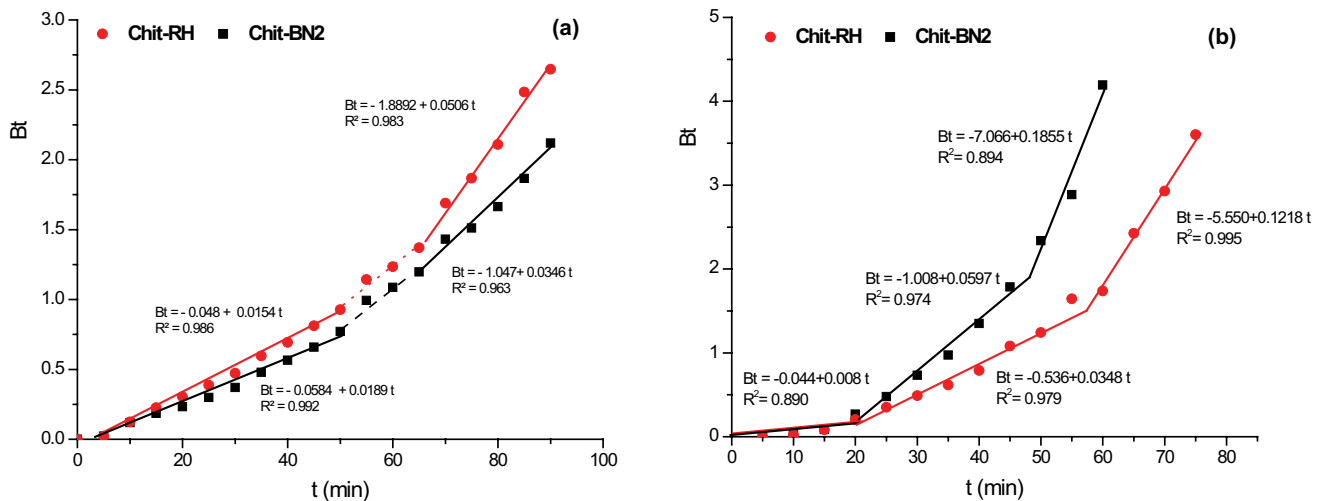 Chit-RH Chit-BN2 (a)
Bt = - 1.8892 + 0.0506 t
R² = 0.983
Bt = - 1.047+ 0.0346 t
R² = 0.963
Bt = - 0.048 + 0.0154 t
R² = 0.986
Bt = - 0.0584 + 0.0189 t
R² = 0.992
Bt
3.0
2.5
2.0
1.5
1.0
0.5
0.0
0 20 40 60 80 100
t (min)
Chit-RH Chit-BN2 (b)
Bt = -7.066+0.1855 t
R²= 0.894
Bt = -5.550+0.1218 t
R²= 0.995
Bt = -1.008+0.0597 t
R²= 0.974
Bt = -0.044+0.008 t
R²= 0.890
Bt = -0.536+0.0348 t
R²= 0.979
Bt
5
4
3
2
1
0
0 10 20 30 40 50 60 70 80
t (min)